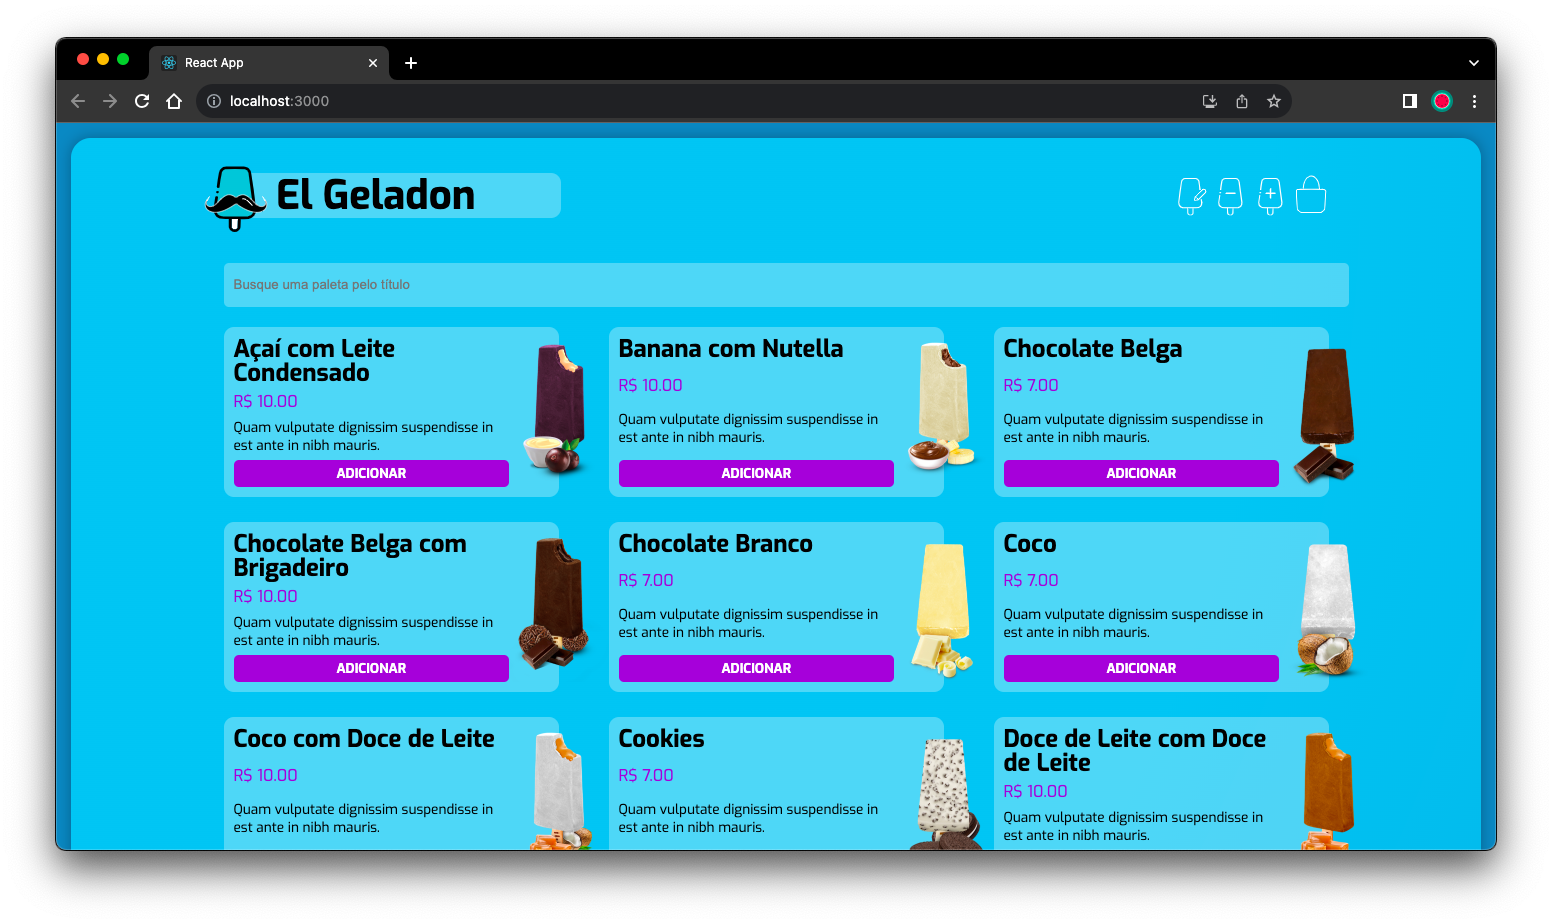 React App
localhost:3000
El Geladon
Busque uma paleta pelo título
Açaí com Leite
Condensado
R$ 10.00
Quam vulputate dignissim suspendisse in
est ante in nibh mauris.
ADICIONAR
Banana com Nutella
R$ 10.00
Quam vulputate dignissim suspendisse in
est ante in nibh mauris.
ADICIONAR
Chocolate Belga
R$ 7.00
Quam vulputate dignissim suspendisse in
est ante in nibh mauris.
ADICIONAR
Chocolate Belga com
Brigadeiro
R$ 10.00
Quam vulputate dignissim suspendisse in
est ante in nibh mauris.
ADICIONAR
Chocolate Branco
R$ 7.00
Quam vulputate dignissim suspendisse in
est ante in nibh mauris.
ADICIONAR
Coco
R$ 7.00
Quam vulputate dignissim suspendisse in
est ante in nibh mauris.
ADICIONAR
Coco com Doce de Leite
R$ 10.00
Quam vulputate dignissim suspendisse in
est ante in nibh mauris.
Cookies
R$ 7.00
Quam vulputate dignissim suspendisse in
est ante in nibh mauris.
Doce de Leite com Doce
de Leite
R$ 10.00
Quam vulputate dignissim suspendisse in
est ante in nibh mauris.